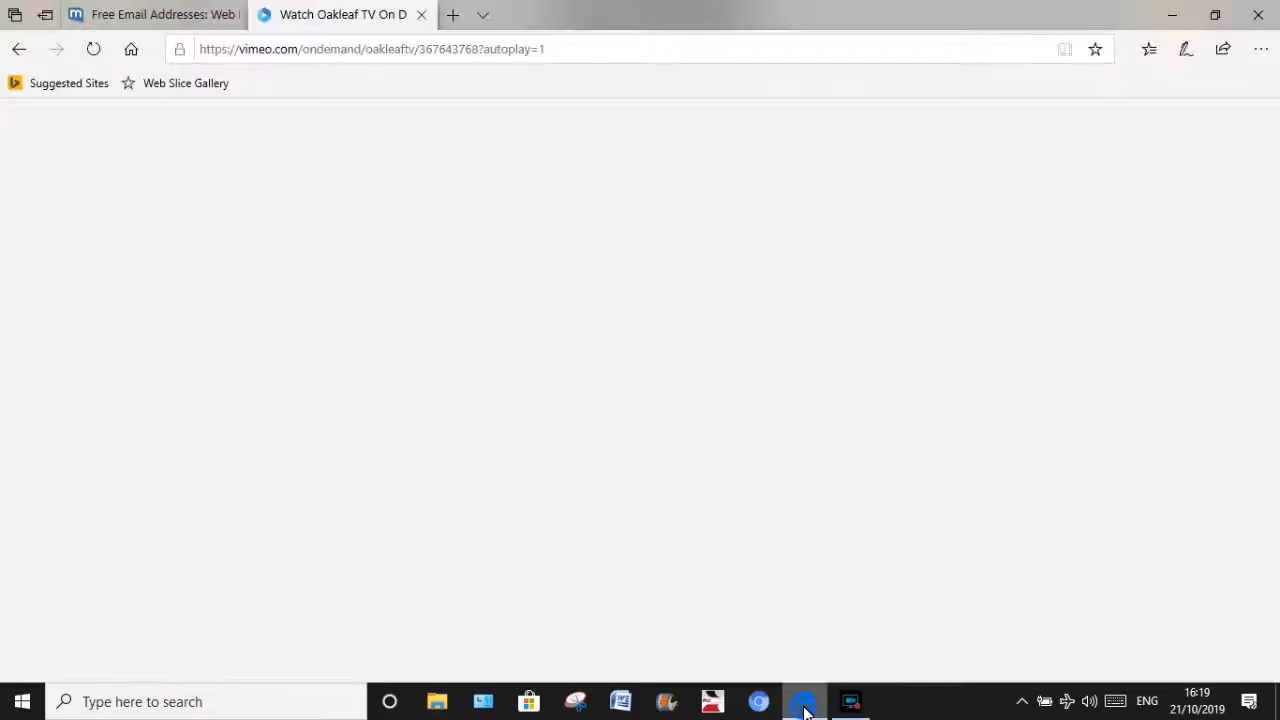 Free Email Addresses: Web
Watch Oakleaf TV On D
https://vimeo.com/ondemand/oakleaftv/367643768?autoplay=1
Suggested Sites
Web Slice Gallery
Type here to search
ENG
16:19
21/10/2019